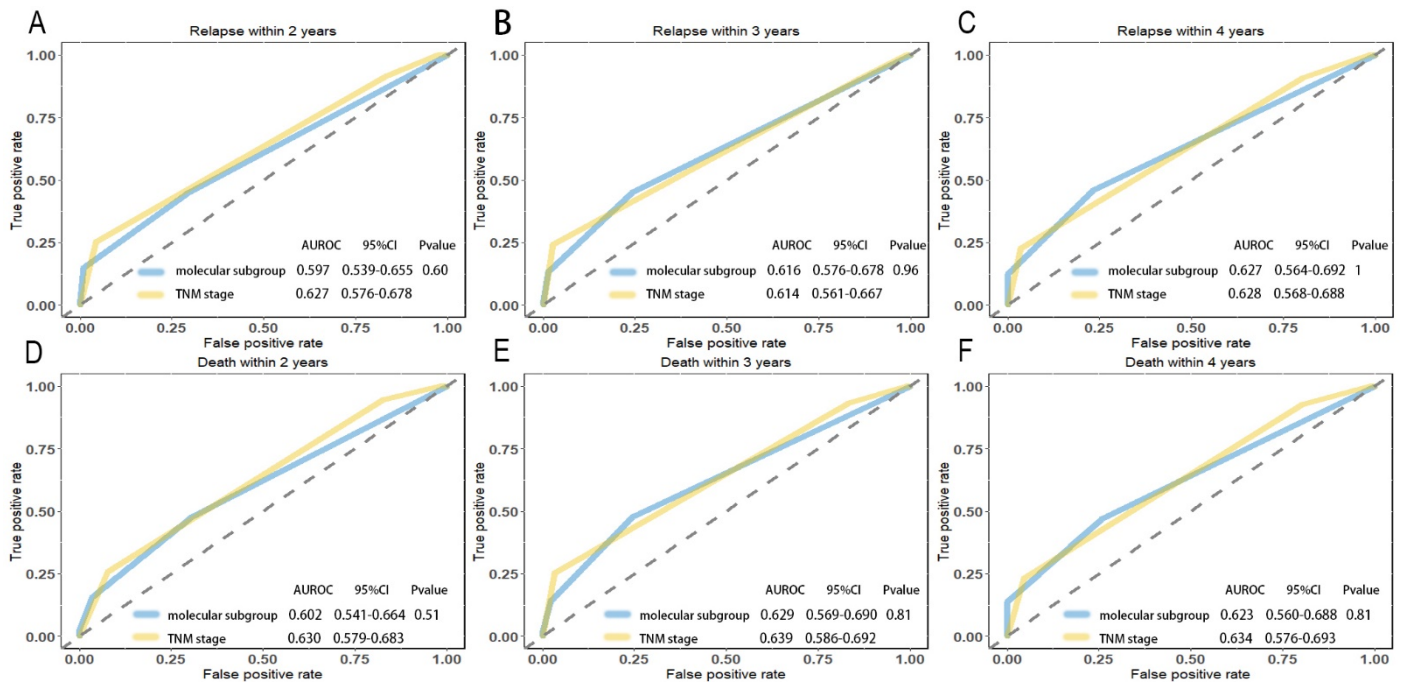 A
Relapse within 2 years
True positive rate
1.00
0.75
0.50
0.25
0.00
AUROC 95%CI Pvalue
molecular subgroup 0.597 0.539-0.655 0.60
TNM stage 0.627 0.576-0.678
0.00 0.25 0.50 0.75 1.00
False positive rate
B
Relapse within 3 years
True positive rate
1.00
0.75
0.50
0.25
0.00
AUROC 95%CI Pvalue
molecular subgroup 0.616 0.576-0.678 0.96
TNM stage 0.614 0.561-0.667
0.00 0.25 0.50 0.75 1.00
False positive rate
C
Relapse within 4 years
True positive rate
1.00
0.75
0.50
0.25
0.00
AUROC 95%CI Pvalue
molecular subgroup 0.627 0.564-0.692 1
TNM stage 0.628 0.568-0.688
0.00 0.25 0.50 0.75 1.00
False positive rate
D
Death within 2 years
True positive rate
1.00
0.75
0.50
0.25
0.00
AUROC 95%CI Pvalue
molecular subgroup 0.602 0.541-0.664 0.51
TNM stage 0.630 0.579-0.683
0.00 0.25 0.50 0.75 1.00
False positive rate
E
Death within 3 years
True positive rate
1.00
0.75
0.50
0.25
0.00
AUROC 95%CI Pvalue
molecular subgroup 0.629 0.569-0.690 0.81
TNM stage 0.639 0.586-0.692
0.00 0.25 0.50 0.75 1.00
False positive rate
F
Death within 4 years
True positive rate
1.00
0.75
0.50
0.25
0.00
AUROC 95%CI Pvalue
molecular subgroup 0.623 0.560-0.688 0.81
TNM stage 0.634 0.576-0.693
0.00 0.25 0.50 0.75 1.00
False positive rate